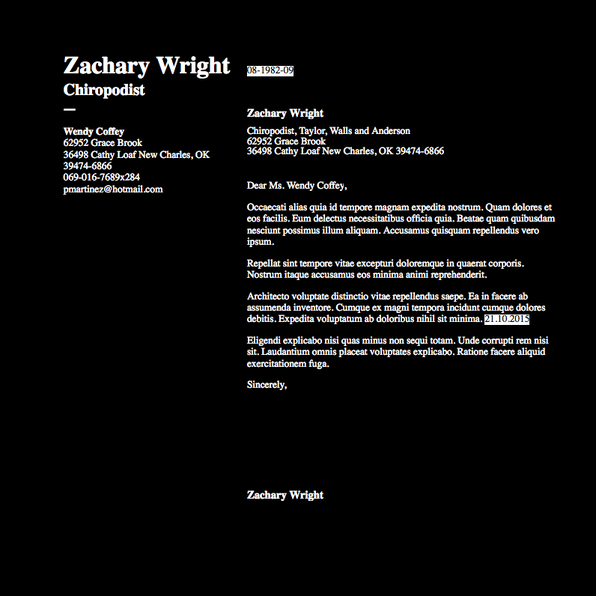 Zachary Wright
Chiropodist
Wendy Coffey
62952 Grace Brook
36498 Cathy Loaf New Charles, OK
39474-6866
069-016-7689x284
pmartinez@hotmail.com
08-1982-09
Zachary Wright
Chiropodist, Taylor, Walls and Anderson
62952 Grace Brook
36498 Cathy Loaf New Charles, OK 39474-6866
Dear Ms. Wendy Coffey,
Occaecati alias quia id tempore magnam expedita nostrum. Quam dolores et
eos facilis. Eum delectus necessitatibus officia quia. Beatae quam quibusdam
nesciunt possimus illum aliquam. Accusamus quisquam repellendus vero
ipsum.
Repellat sint tempore vitae excepturi doloremque in quaerat corporis.
Nostrum itaque accusamus eos minima animi reprehenderit.
Architecto voluptate distinctio vitae repellendus saepe. Ea in facere ab
assumenda inventore. Cumque ex magni tempora incidunt cumque dolores
debitis. Expedita voluptatum ab doloribus nihil sit minima. 21.10.2015
Eligendi explicabo nisi quas minus non sequi totam. Unde corrupti rem nisi
sit. Laudantium omnis placeat voluptates explicabo. Ratione facere aliquid
exercitationem fuga.
Sincerely,
Zachary Wright